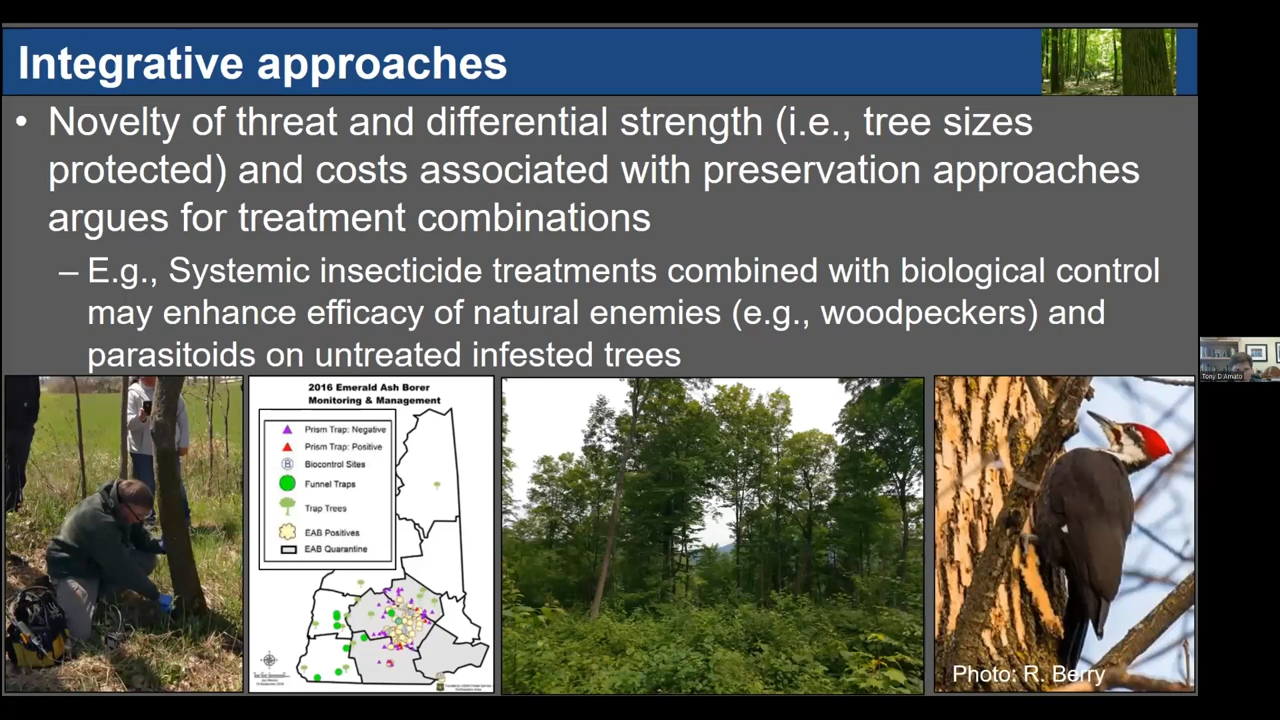 Integrative approaches
• Novelty of threat and differential strength (i.e., tree sizes
protected) and costs associated with preservation approaches
argues for treatment combinations
– E.g., Systemic insecticide treatments combined with biological control
may enhance efficacy of natural enemies (e.g., woodpeckers) and
parasitoids on untreated infested trees
2016 Emerald Ash Borer
Monitoring & Management
Prism Trap: Negative
Prism Trap: Positive
B Biocontrol Sites
Funnel Traps
Trap Trees
EAB Positives
EAB Quarantine
Photo: R. Berry
Tony D'Amato